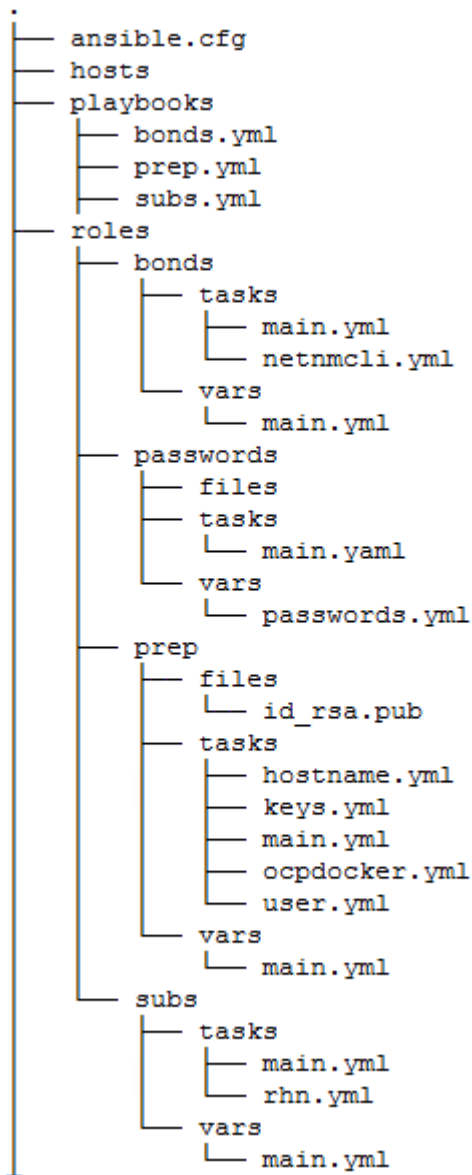 .
├── ansible.cfg
├── hosts
├── playbooks
│   ├── bonds.yml
│   ├── prep.yml
│   ├── subs.yml
├── roles
│   ├── bonds
│   │   ├── tasks
│   │   │   ├── main.yml
│   │   │   └── netnmcli.yml
│   │   └── vars
│   │       └── main.yml
│   ├── passwords
│   │   ├── files
│   │   ├── tasks
│   │   │   └── main.yaml
│   │   └── vars
│   │       └── passwords.yml
│   ├── prep
│   │   ├── files
│   │   │   └── id_rsa.pub
│   │   ├── tasks
│   │   │   ├── hostname.yml
│   │   │   ├── keys.yml
│   │   │   ├── main.yml
│   │   │   ├── ocpdocker.yml
│   │   │   └── user.yml
│   │   └── vars
│   │       └── main.yml
│   └── subs
│       ├── tasks
│       │   ├── main.yml
│       │   └── rhn.yml
│       └── vars
│           └── main.yml